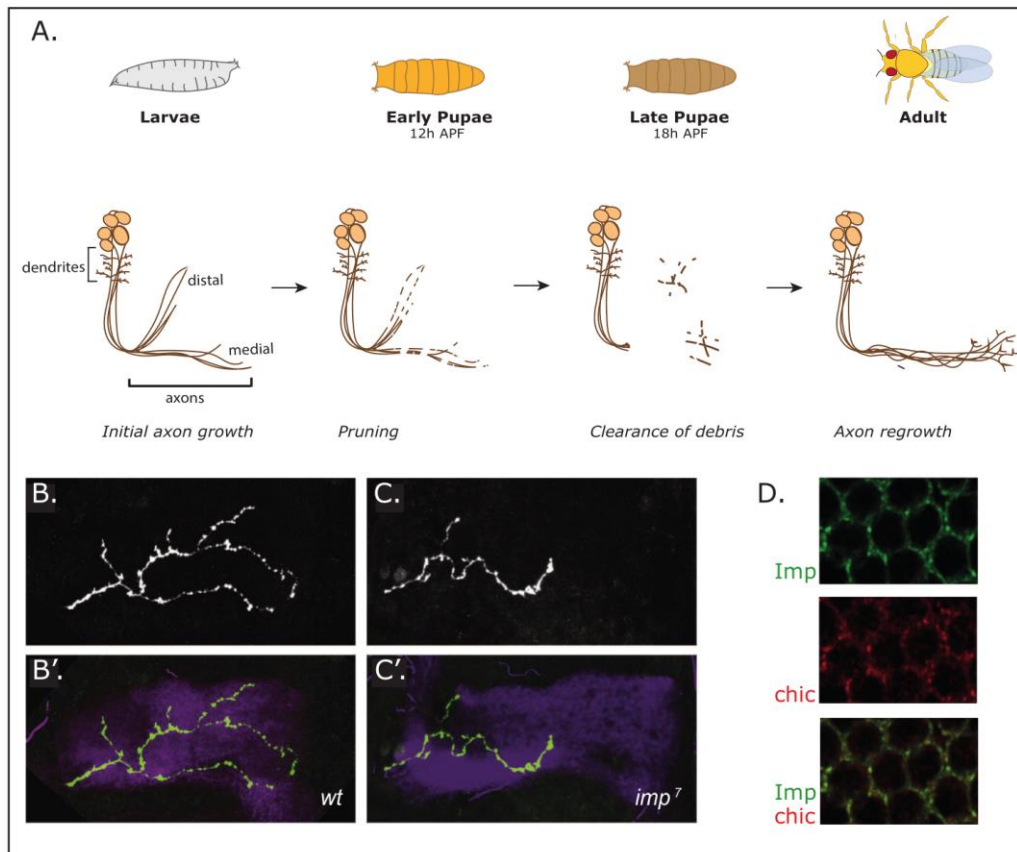 A.
Larvae
Early Pupae
12h APF
Late Pupae
18h APF
Adult
dendrites
distal
medial
axons
Initial axon growth
Pruning
Clearance of debris
Axon regrowth
B.
C.
D.
Imp
B'.
wt
C'.
imp⁷
chic
Imp
chic